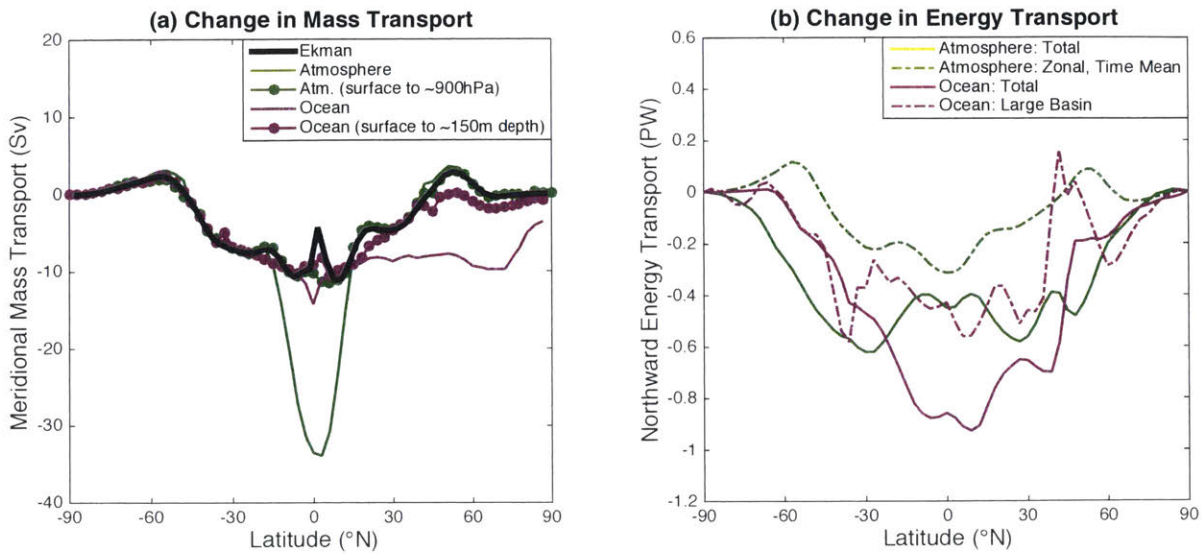 (a) Change in Mass Transport
20
10
0
-10
-20
-30
-40
-90
-60
-30
0
30
60
90
Meridional Mass Transport (Sv)
Latitude (°N)
Ekman
Atmosphere
Atm. (surface to ~900hPa)
Ocean
Ocean (surface to ~150m depth)
(b) Change in Energy Transport
0.6
0.4
0.2
0
-0.2
-0.4
-0.6
-0.8
-1
-1.2
-90
-60
-30
0
30
60
90
Northward Energy Transport (PW)
Latitude (°N)
Atmosphere: Total
Atmosphere: Zonal, Time Mean
Ocean: Total
Ocean: Large Basin